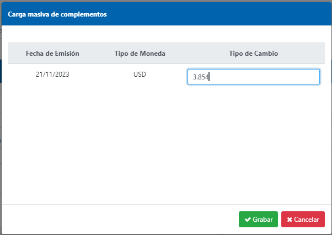 Carga masiva de complementos
Fecha de Emisión Tipo de Moneda Tipo de Cambio
21/11/2023 USD 3.854
Grabar Cancelar